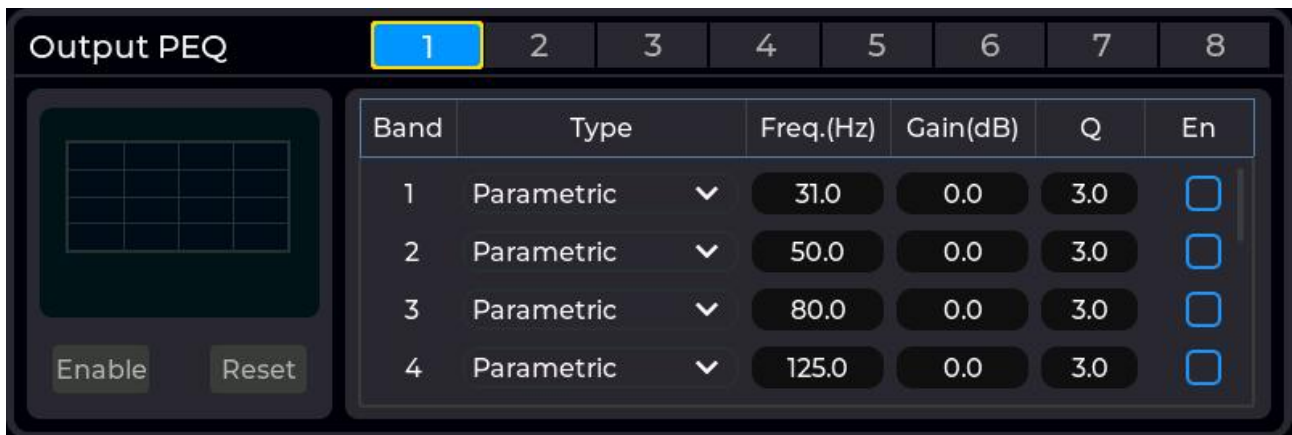 Output PEQ 1 2 3 4 5 6 7 8
Band Type Freq.(Hz) Gain(dB) Q En
1 Parametric 31.0 0.0 3.0
2 Parametric 50.0 0.0 3.0
3 Parametric 80.0 0.0 3.0
4 Parametric 125.0 0.0 3.0
Enable Reset